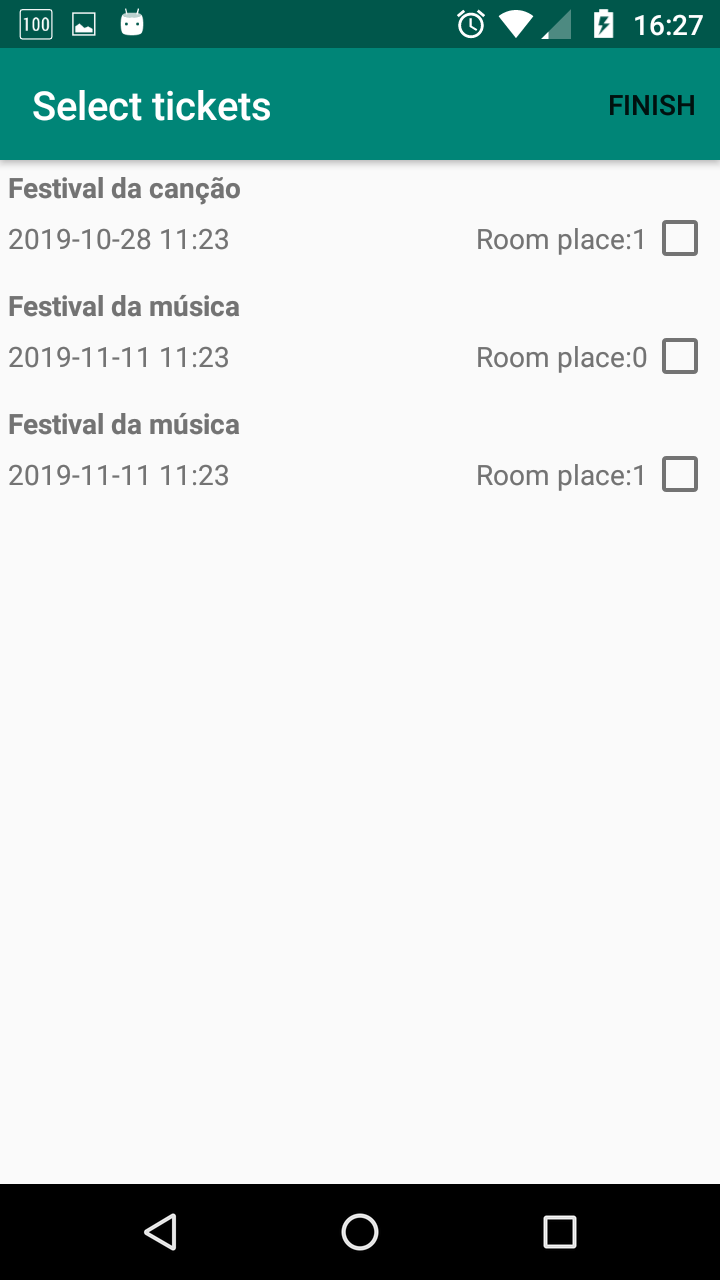 100 16:27
Select tickets FINISH
Festival da canção
2019-10-28 11:23 Room place:1
Festival da música
2019-11-11 11:23 Room place:0
Festival da música
2019-11-11 11:23 Room place:1